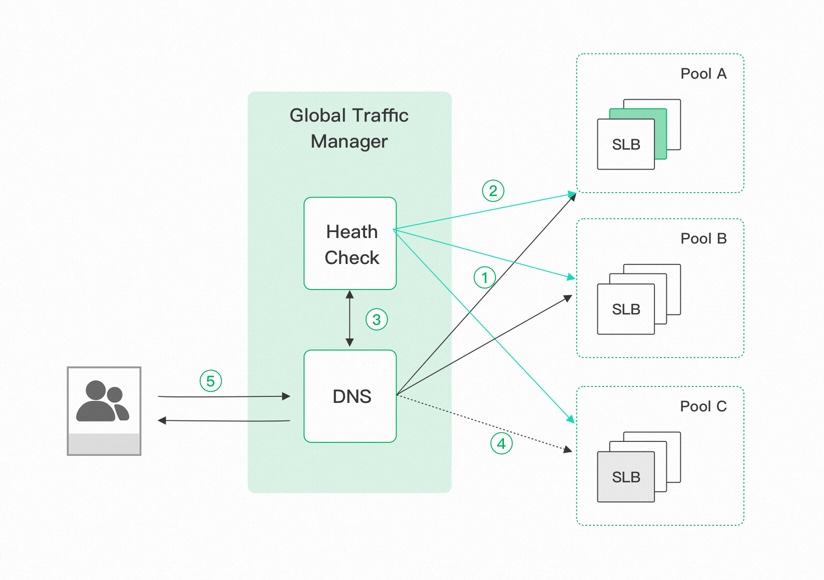 Global Traffic
Manager
Heath
Check
DNS
①
②
③
④
⑤
Pool A
SLB
Pool B
SLB
Pool C
SLB